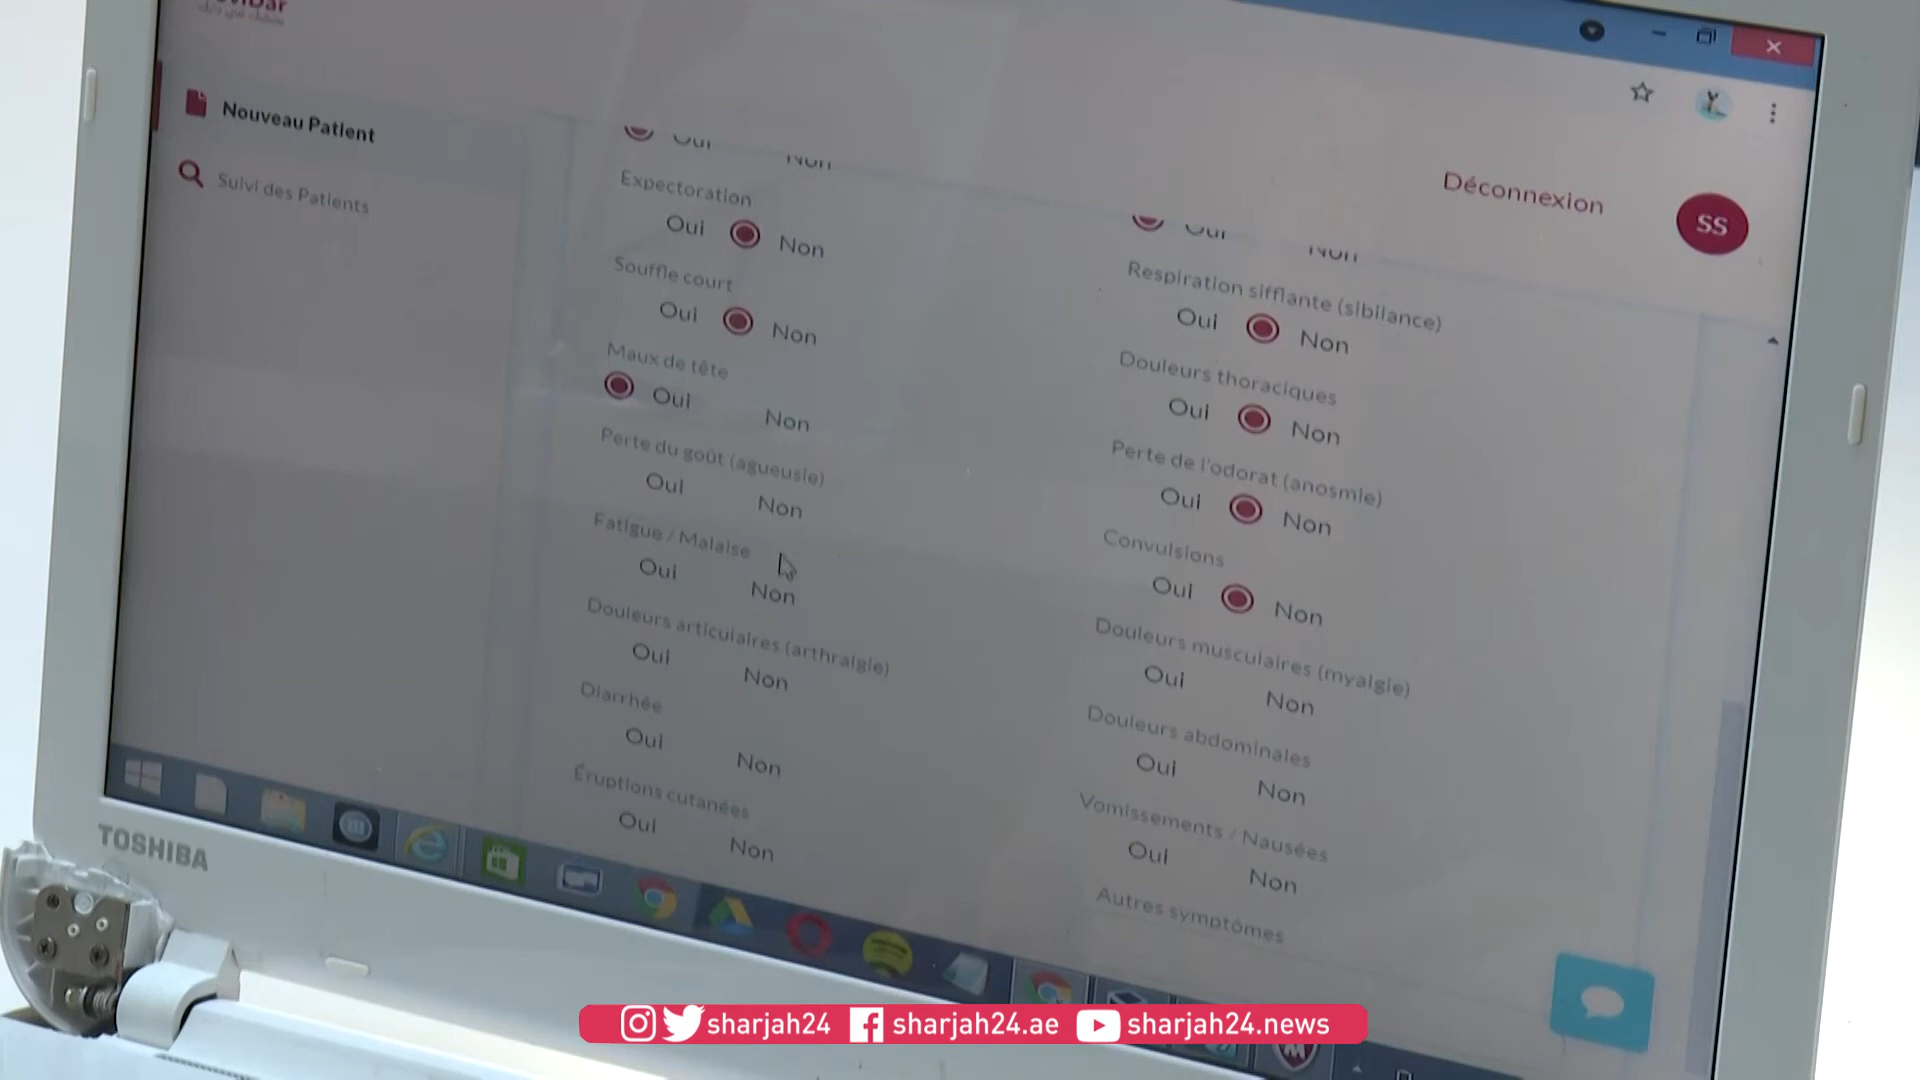 Nouveau Patient
Suivi des Patients
Déconnexion
SS
Oui Non
Expectoration
Oui Non
Souffle court
Oui Non
Maux de tête
Oui Non
Perte du goût (agueusie)
Oui Non
Fatigue / Malaise
Oui Non
Douleurs articulaires (arthralgie)
Oui Non
Diarrhée
Oui Non
Éruptions cutanées
Oui Non
Oui Non
Respiration sifflante (sibilance)
Oui Non
Douleurs thoraciques
Oui Non
Perte de l'odorat (anosmie)
Oui Non
Convulsions
Oui Non
Douleurs musculaires (myalgie)
Oui Non
Douleurs abdominales
Oui Non
Vomissements / Nausées
Oui Non
Autres symptômes
TOSHIBA
sharjah24 sharjah24.ae sharjah24.news